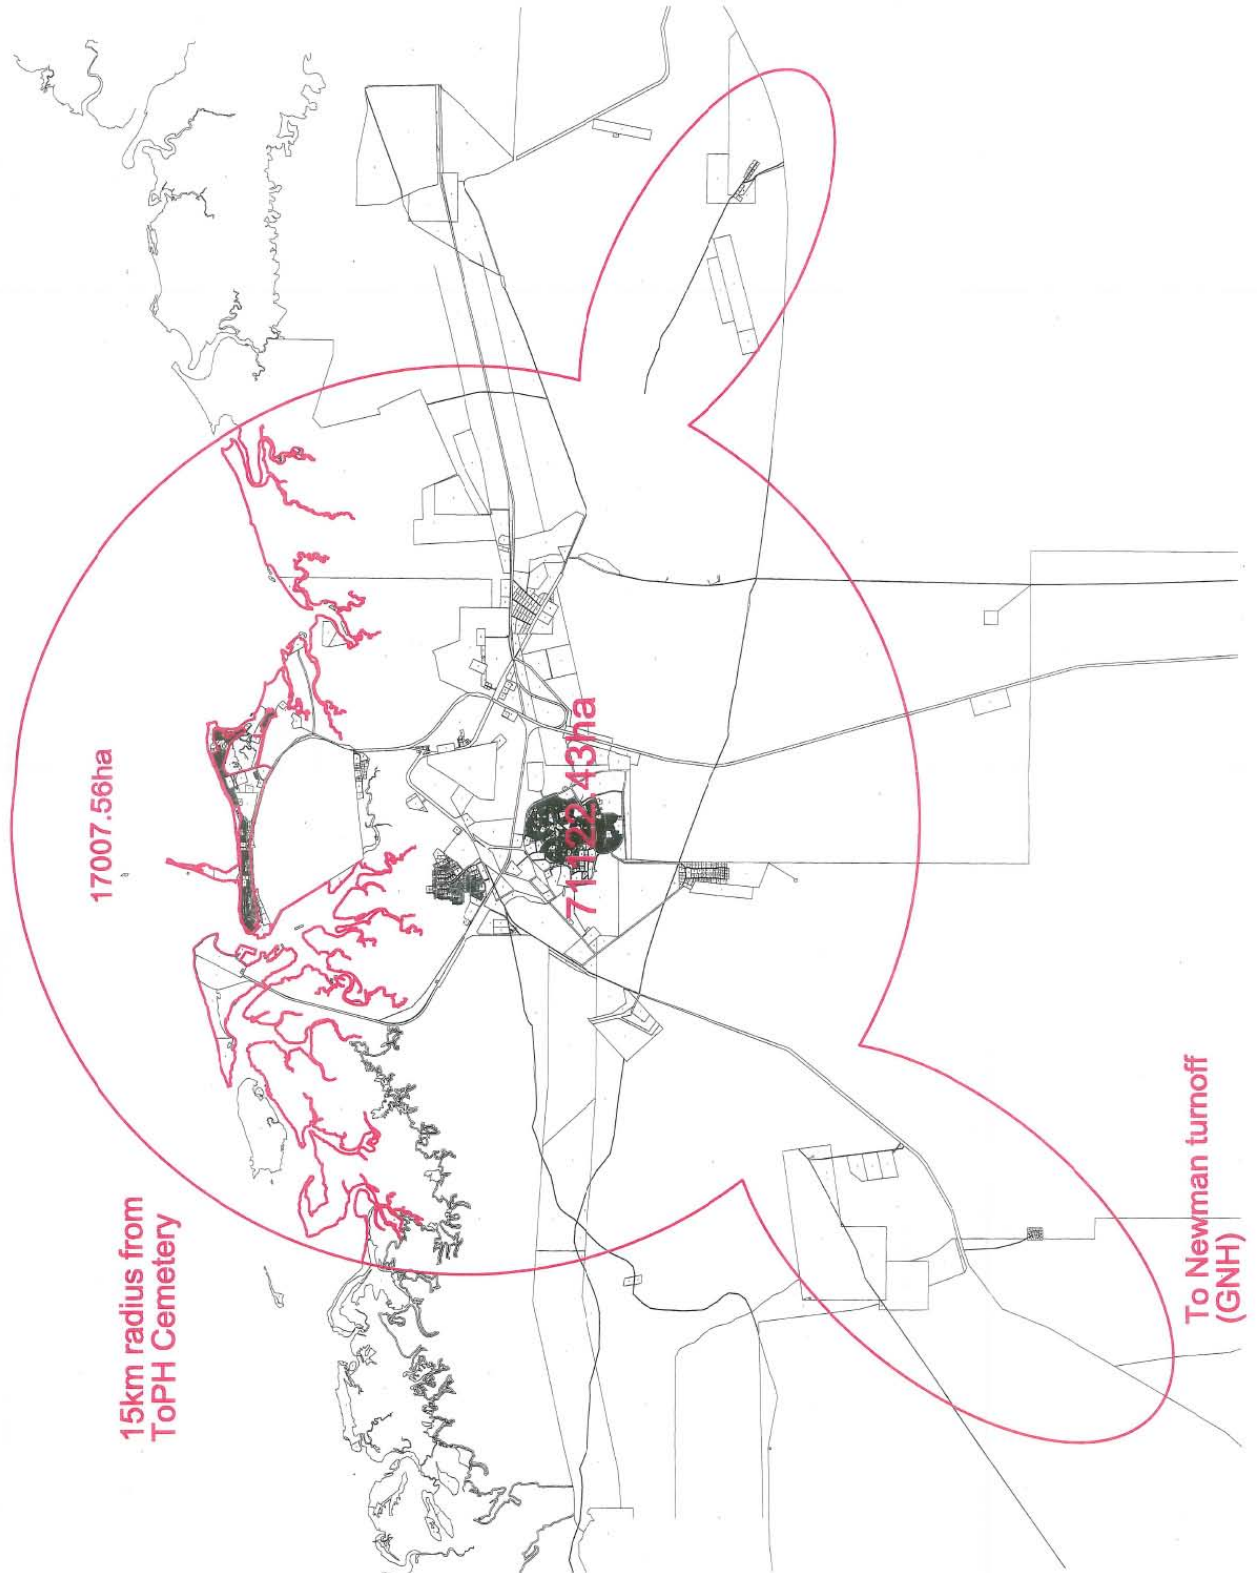 15km radius from
ToPH Cemetery
17007.56ha
71122.43ha
To Newman turnoff
(GNH)